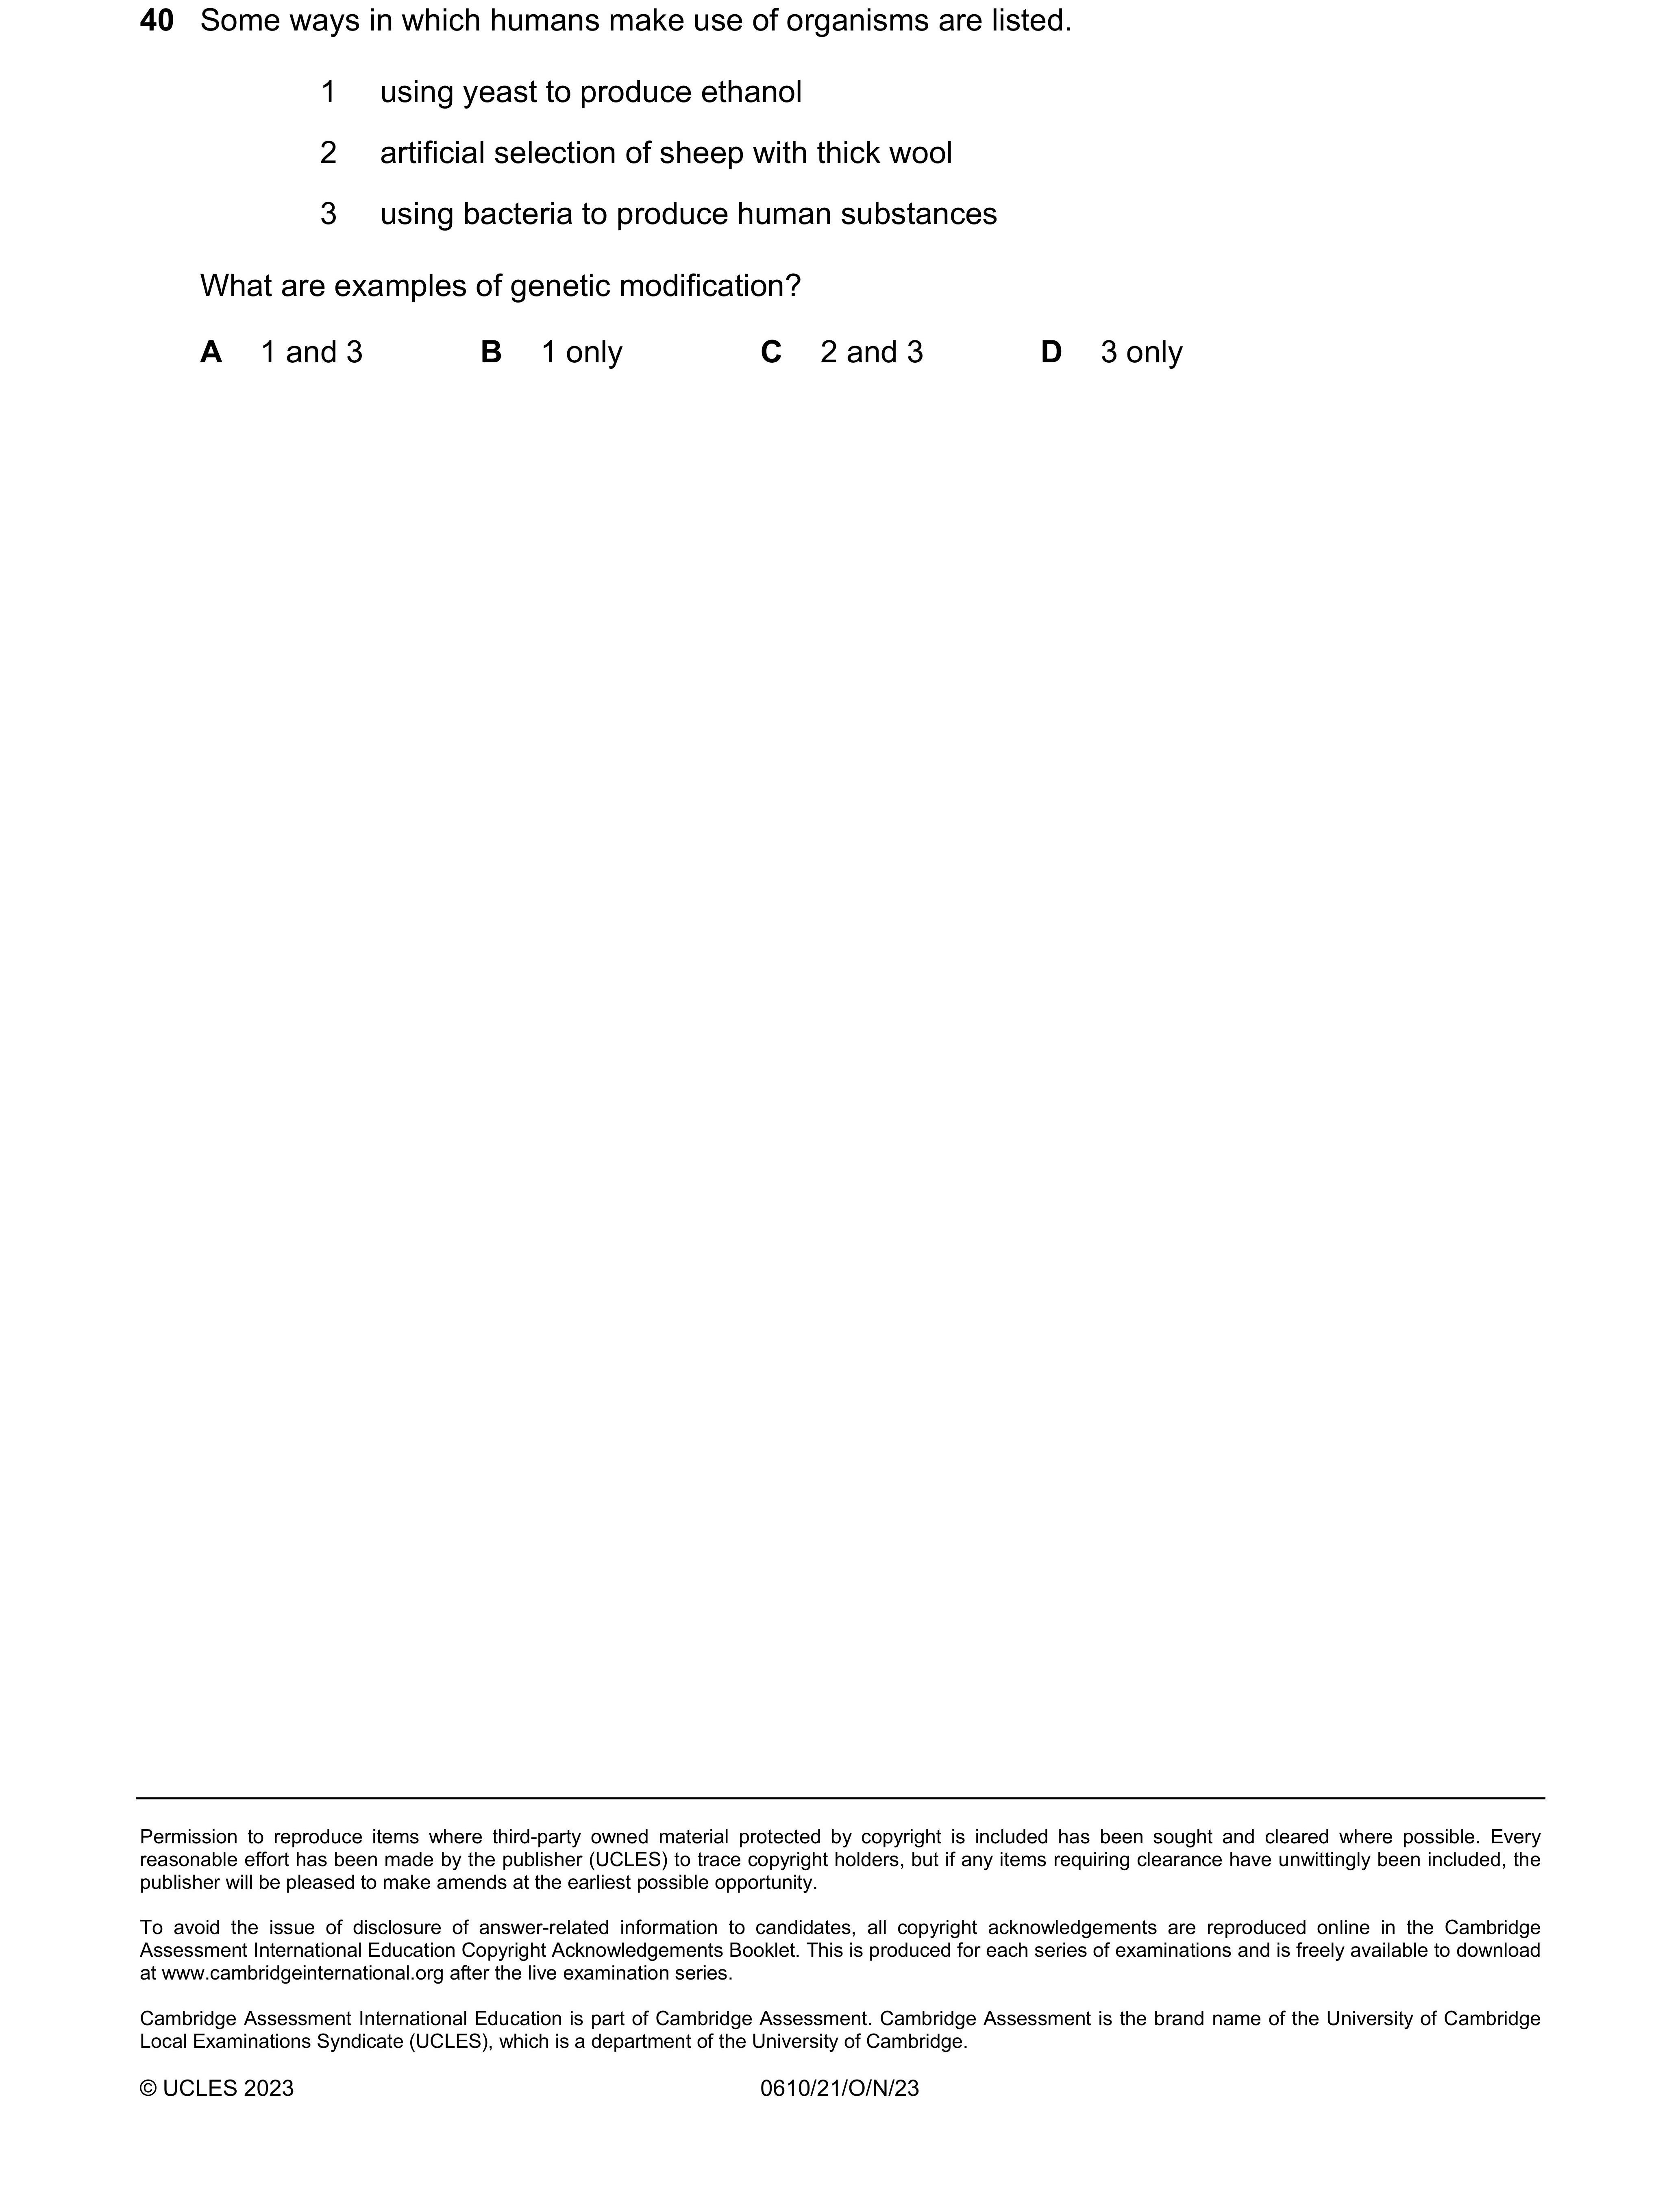 40 Some ways in which humans make use of organisms are listed.
1 using yeast to produce ethanol
2 artificial selection of sheep with thick wool
3 using bacteria to produce human substances
What are examples of genetic modification?
A 1 and 3 B 1 only C 2 and 3 D 3 only
Permission to reproduce items where third-party owned material protected by copyright is included has been sought and cleared where possible. Every
reasonable effort has been made by the publisher (UCLES) to trace copyright holders, but if any items requiring clearance have unwittingly been included, the
publisher will be pleased to make amends at the earliest possible opportunity.
To avoid the issue of disclosure of answer-related information to candidates, all copyright acknowledgements are reproduced online in the Cambridge
Assessment International Education Copyright Acknowledgements Booklet. This is produced for each series of examinations and is freely available to download
at www.cambridgeinternational.org after the live examination series.
Cambridge Assessment International Education is part of Cambridge Assessment. Cambridge Assessment is the brand name of the University of Cambridge
Local Examinations Syndicate (UCLES), which is a department of the University of Cambridge.
© UCLES 2023 0610/21/O/N/23